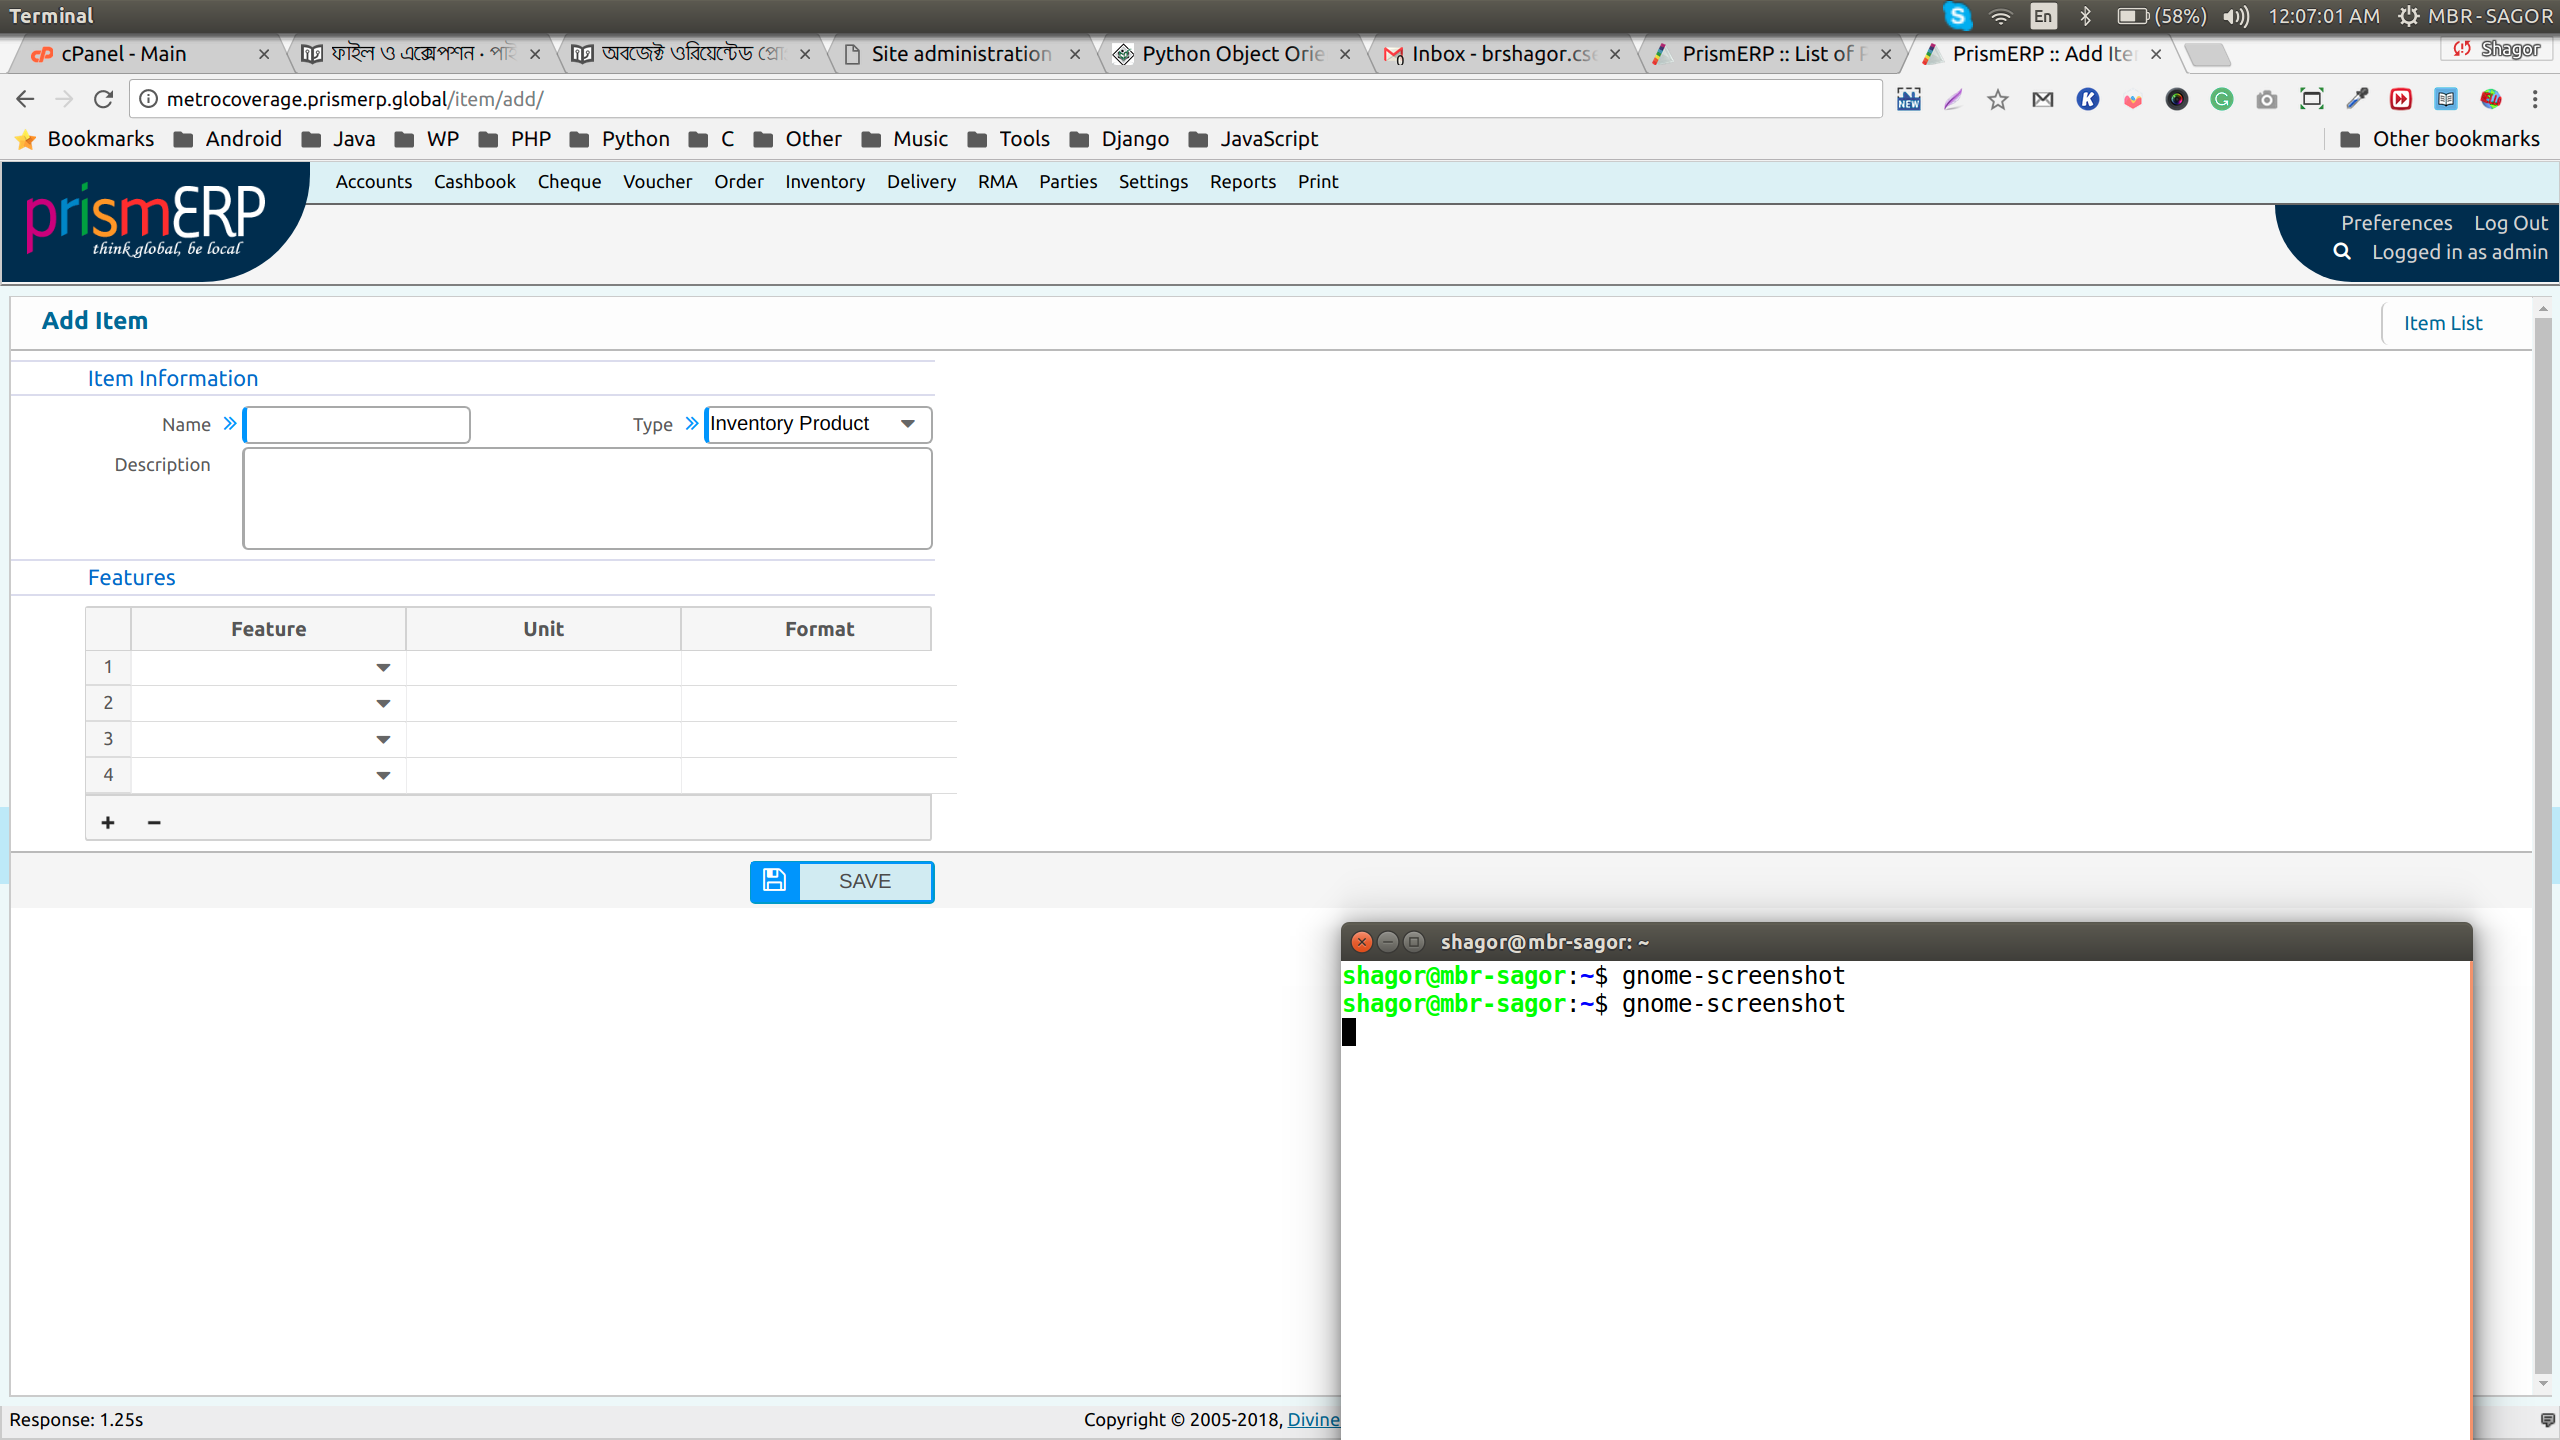 Terminal
(58%) 12:07:01 AM MBR-SAGOR
En
cPanel - Main
ফাইল ও এক্সেপশন · পাই
অবজেক্ট ওরিয়েন্টেড প্রো
Site administration
Python Object Orie
Inbox - brshagor.cse
PrismERP :: List of P
PrismERP :: Add Iter
Shagor
metrocoverage.prismerp.global/item/add/
NEW
Bookmarks Android Java WP PHP Python C Other Music Tools Django JavaScript Other bookmarks
prismERP
think global, be local
Accounts Cashbook Cheque Voucher Order Inventory Delivery RMA Parties Settings Reports Print
Preferences Log Out
Logged in as admin
Add Item
Item List
Item Information
Name
Type Inventory Product
Description
Features
Feature Unit Format
1
2
3
4
+ −
SAVE
shagor@mbr-sagor: ~
shagor@mbr-sagor:~$ gnome-screenshot
shagor@mbr-sagor:~$ gnome-screenshot
Response: 1.25s
Copyright © 2005-2018, Divine